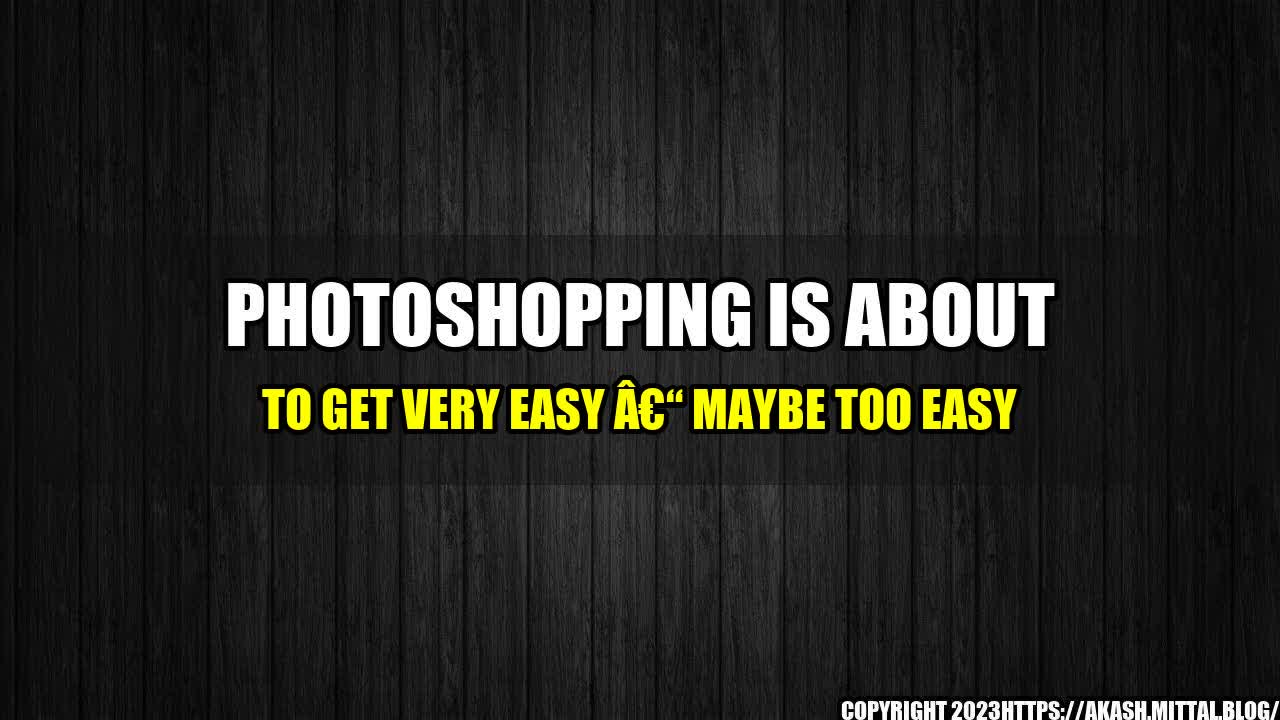 PHOTOSHOPPING IS ABOUT
TO GET VERY EASY Â€“ MAYBE TOO EASY
COPYRIGHT 2023HTTPS://AKASH.MITTAL.BLOG/